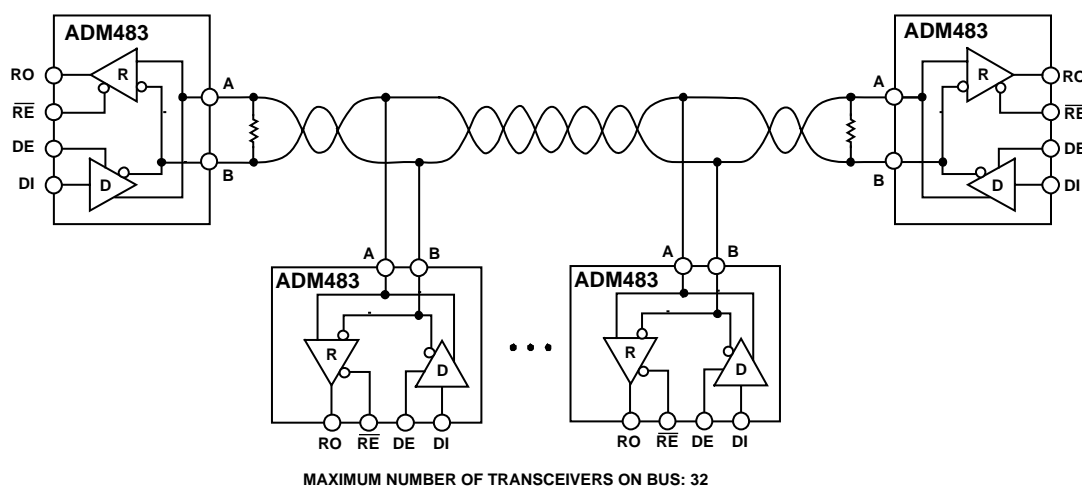 ADM483
RO
R
RE
DE
DI
D
A
B
ADM483
A
B
R
D
RO
RE
DE
DI
ADM483
A
B
R
D
RO
RE
DE
DI
ADM483
A
B
R
D
RO
RE
DE
DI
MAXIMUM NUMBER OF TRANSCEIVERS ON BUS: 32